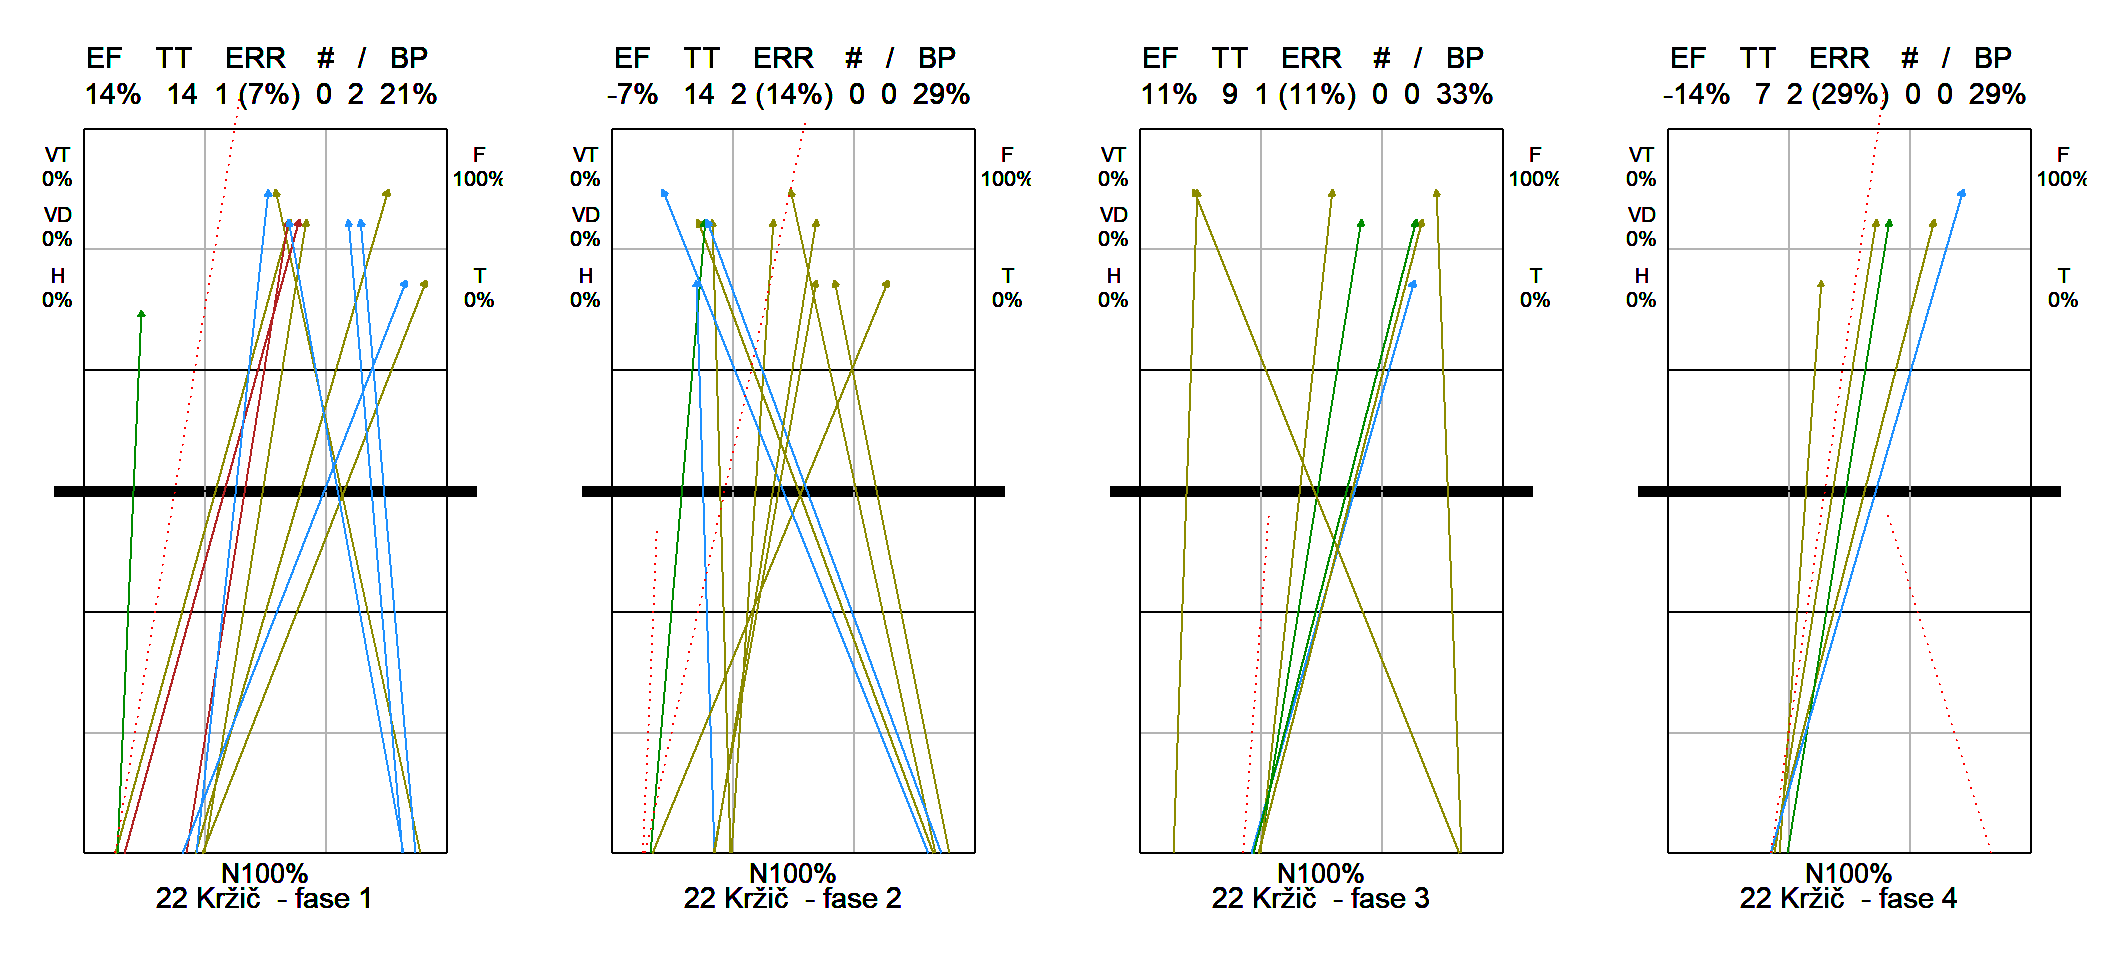 EF TT ERR # / BP
14% 14 1 (7%) 0 2 21%
VT
0%
VD
0%
H
0%
F
100%
T
0%
N100%
22 Kržič - fase 1
EF TT ERR # / BP
-7% 14 2 (14%) 0 0 29%
VT
0%
VD
0%
H
0%
F
100%
T
0%
N100%
22 Kržič - fase 2
EF TT ERR # / BP
11% 9 1 (11%) 0 0 33%
VT
0%
VD
0%
H
0%
F
100%
T
0%
N100%
22 Kržič - fase 3
EF TT ERR # / BP
-14% 7 2 (29%) 0 0 29%
VT
0%
VD
0%
H
0%
F
100%
T
0%
N100%
22 Kržič - fase 4